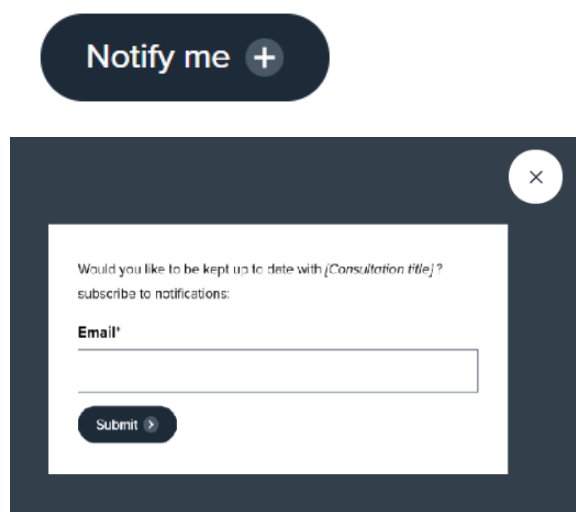 Notify me
Would you like to be kept up to date with [Consultation title] ?
subscribe to notifications:
Email*
Submit